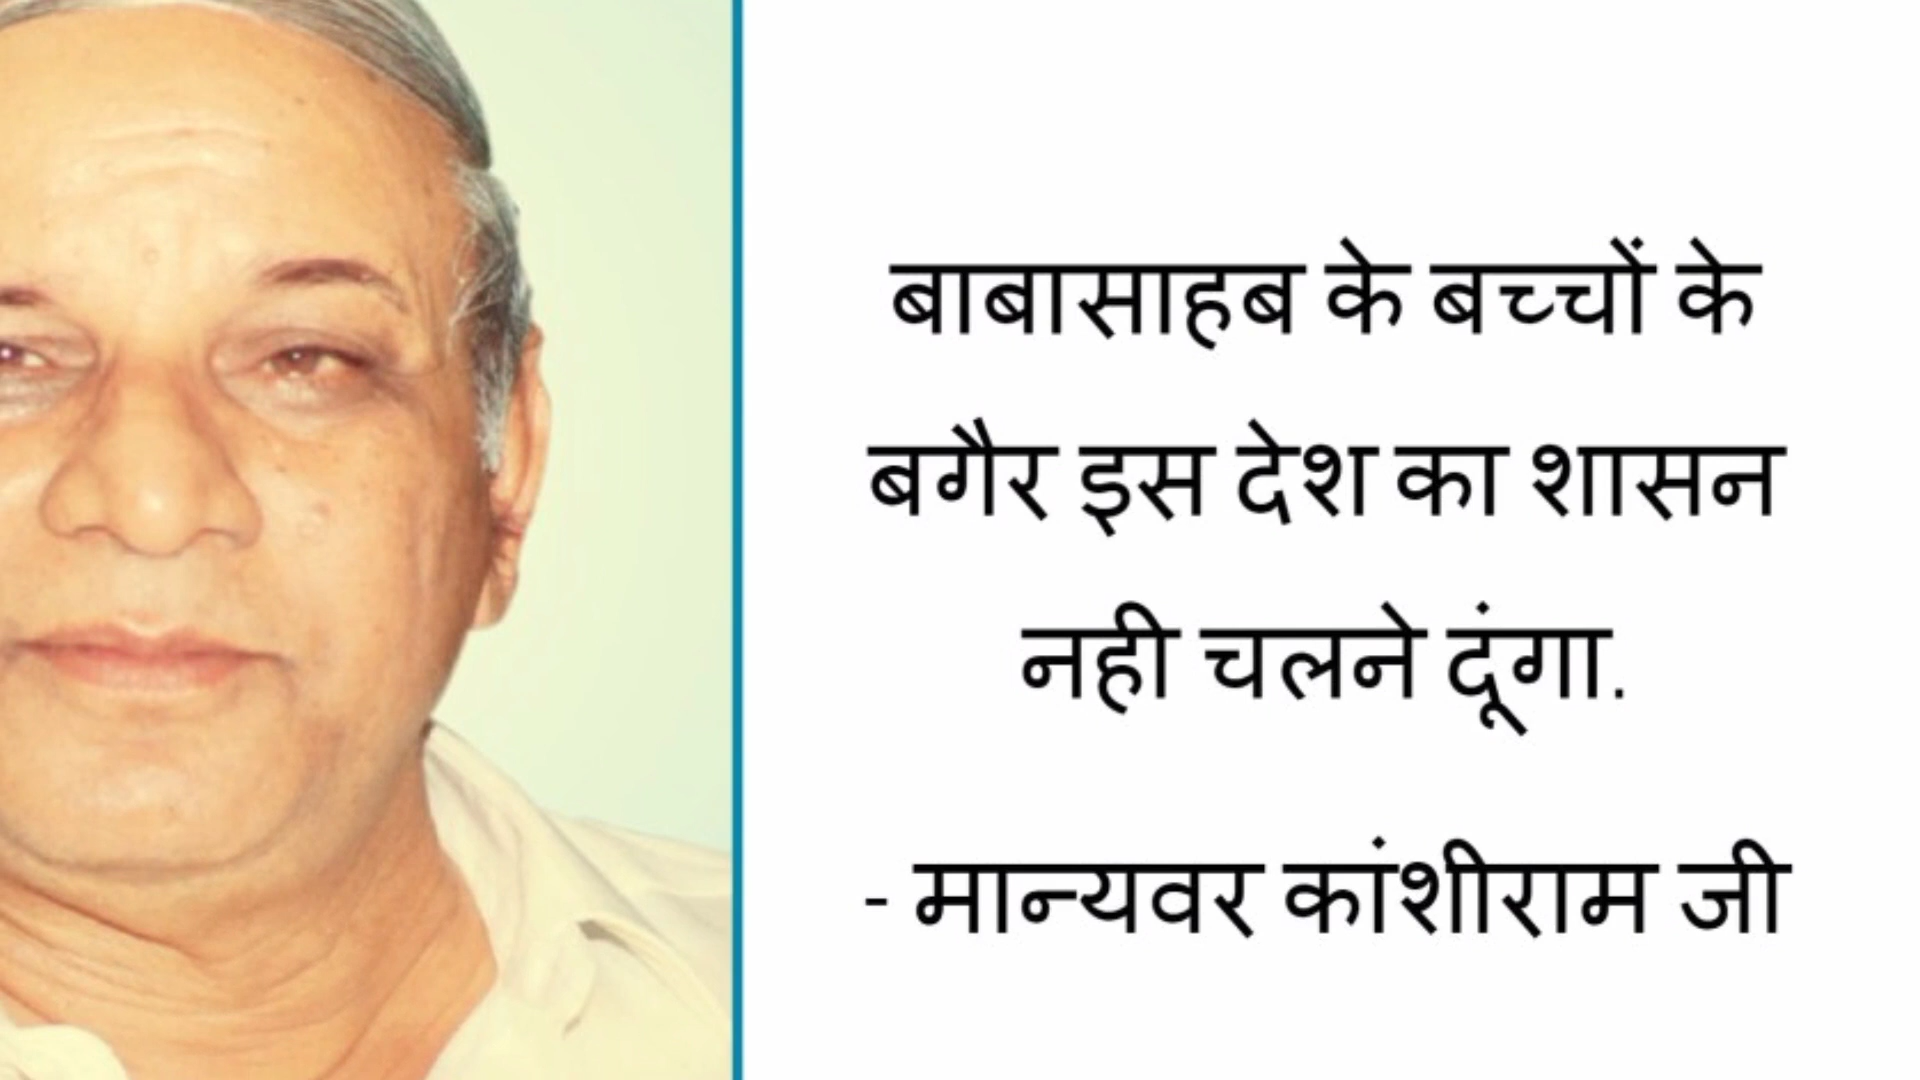 बाबासाहब के बच्चों के
बगैर इस देश का शासन
नही चलने दूंगा.
- मान्यवर कांशीराम जी